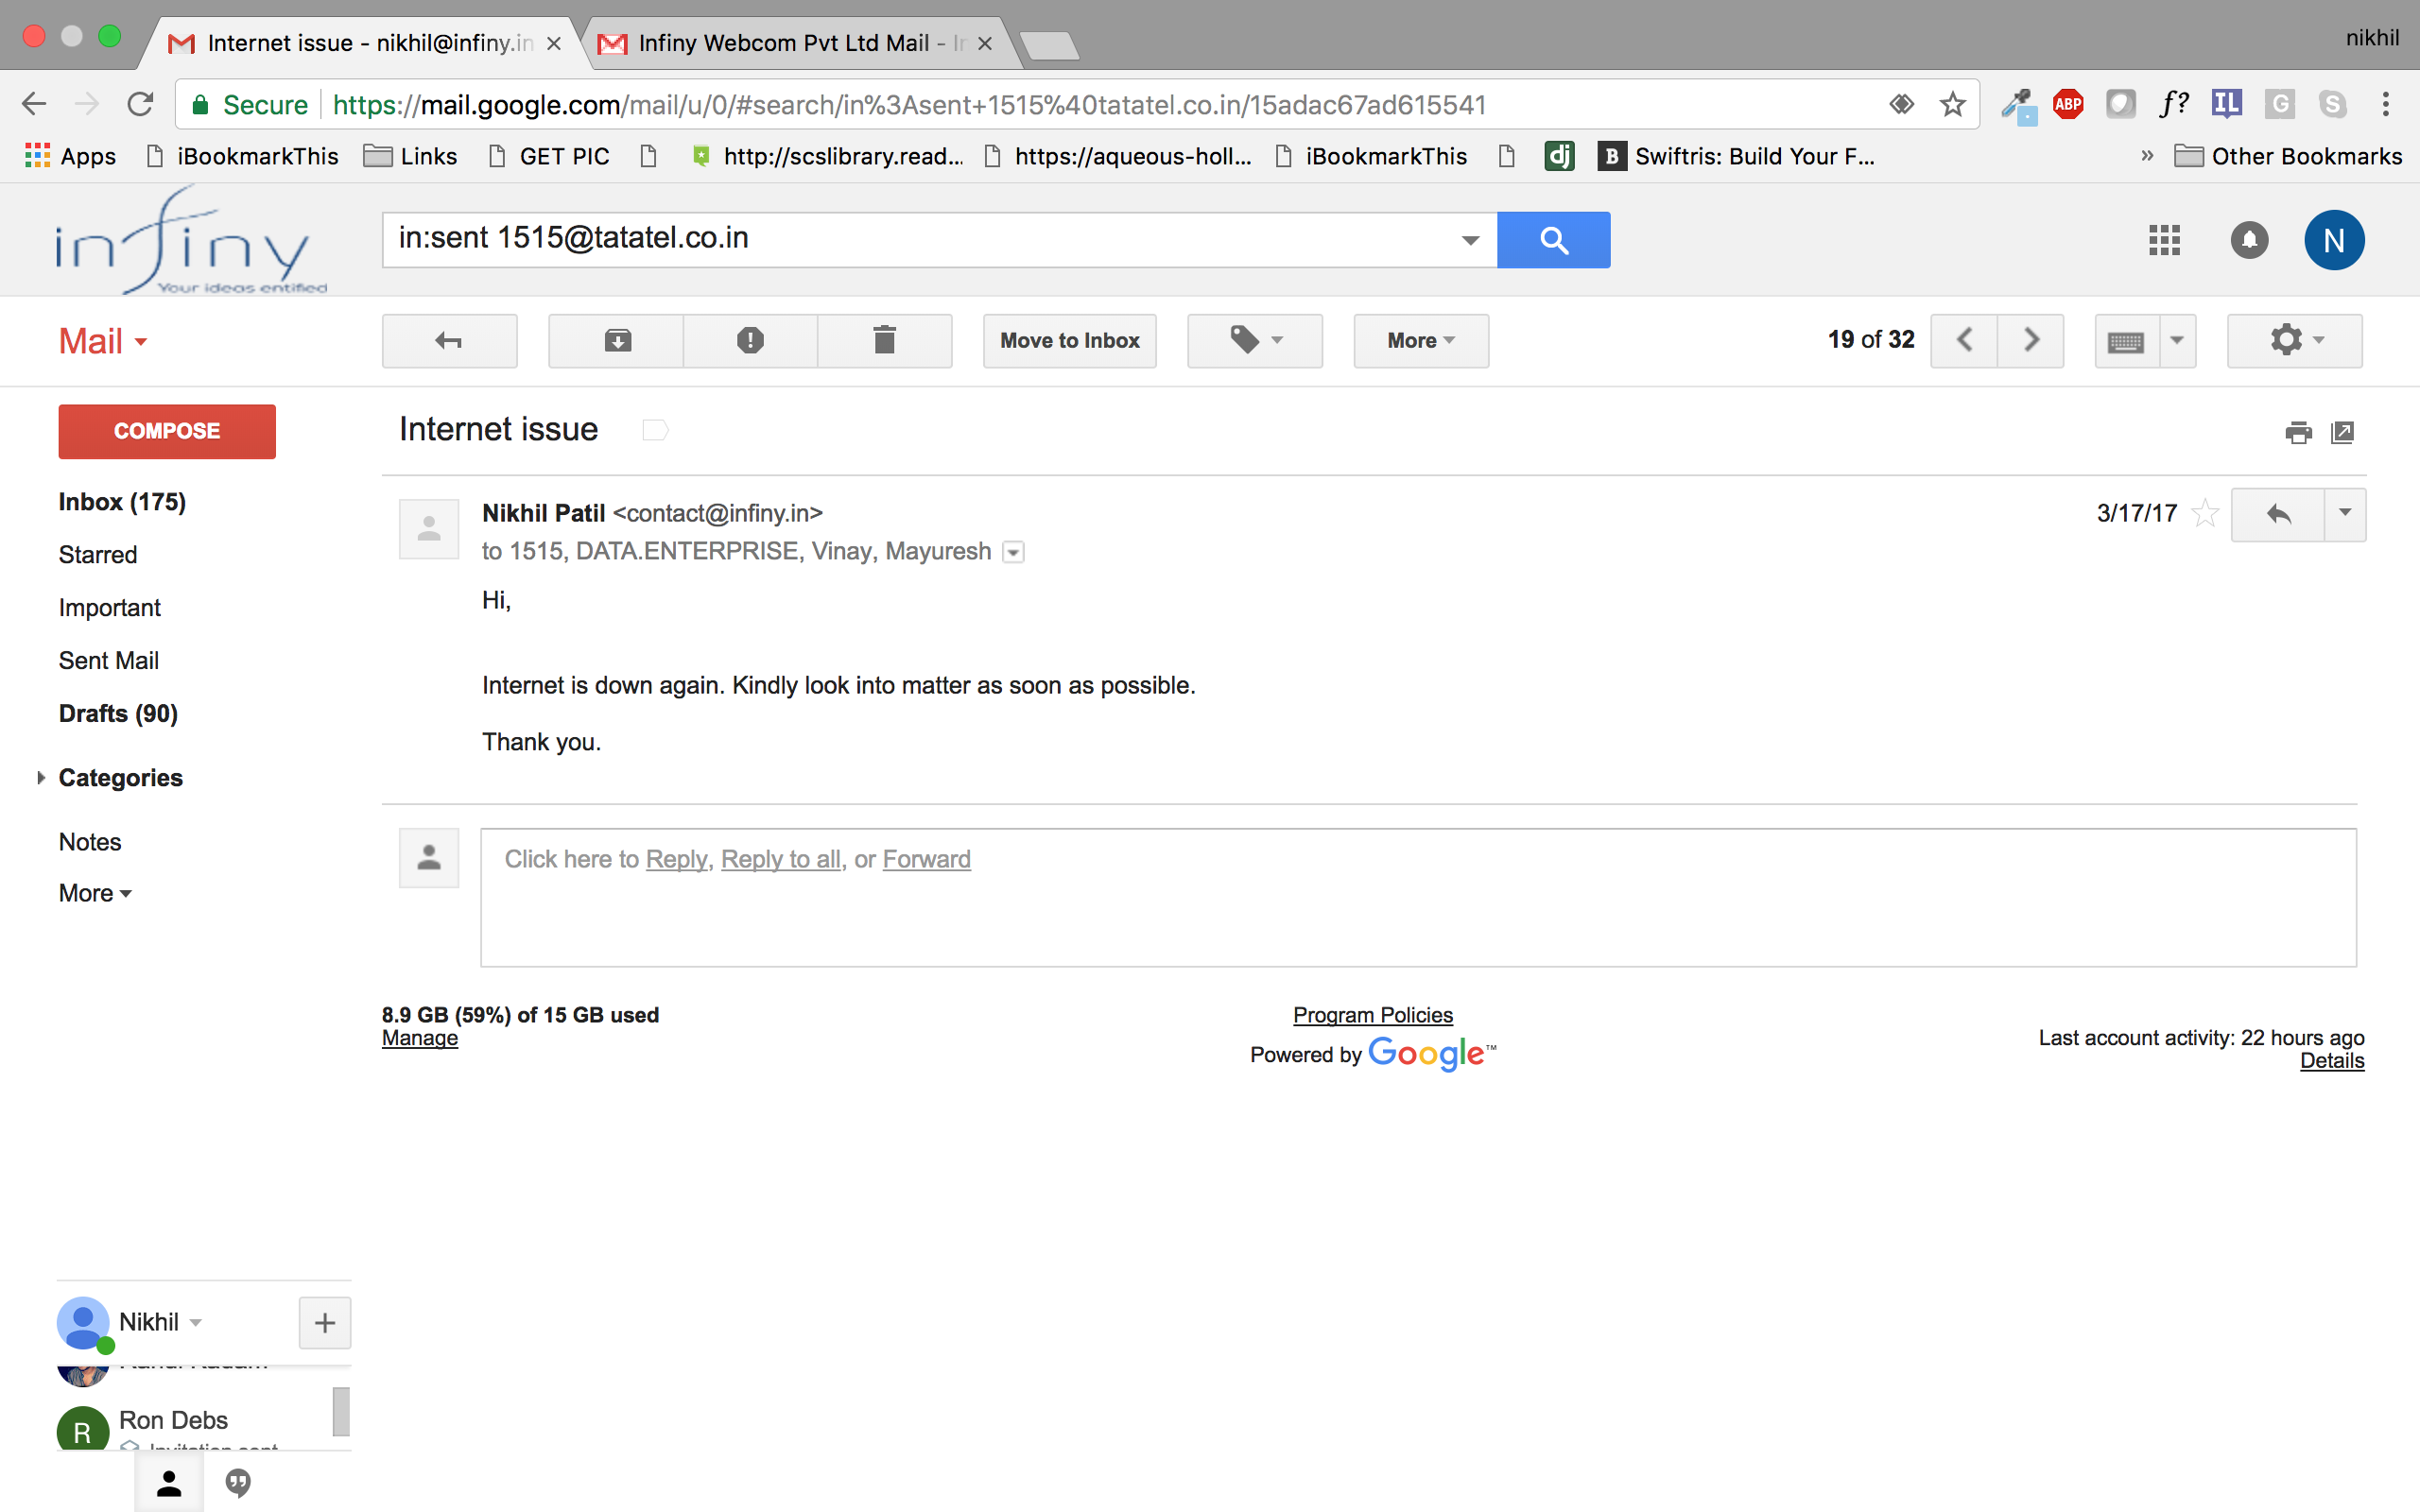 Internet issue - nikhil@infiny.in
Infiny Webcom Pvt Ltd Mail - In
nikhil
Secure https://mail.google.com/mail/u/0/#search/in%3Asent+1515%40tatatel.co.in/15adac67ad615541
ABP f? IL G S
Apps iBookmarkThis Links GET PIC http://scslibrary.read... https://aqueous-holl... iBookmarkThis dj B Swiftris: Build Your F... » Other Bookmarks
infiny
Your ideas entified
in:sent 1515@tatatel.co.in
N
Mail
Move to Inbox
More
19 of 32
COMPOSE
Internet issue
Inbox (175)
Starred
Important
Sent Mail
Drafts (90)
Categories
Notes
More
Nikhil Patil <contact@infiny.in>
3/17/17
to 1515, DATA.ENTERPRISE, Vinay, Mayuresh
Hi,
Internet is down again. Kindly look into matter as soon as possible.
Thank you.
Click here to Reply, Reply to all, or Forward
8.9 GB (59%) of 15 GB used
Manage
Program Policies
Powered by Google™
Last account activity: 22 hours ago
Details
Nikhil
R Ron Debs
Invitation sent